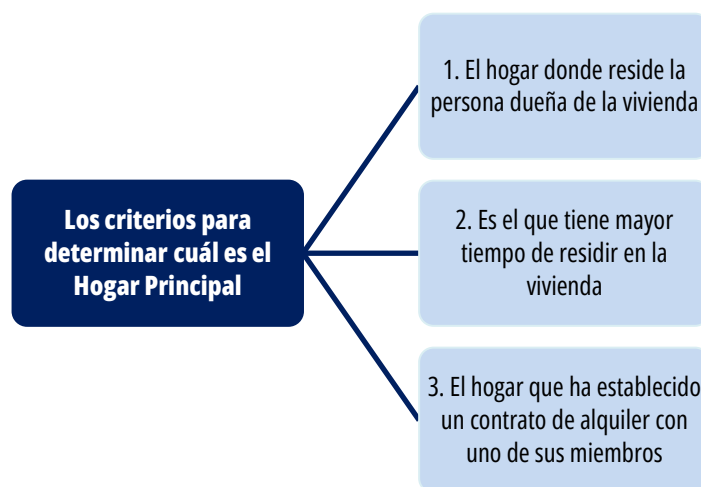 Los criterios para
determinar cuál es el
Hogar Principal
1. El hogar donde reside la
persona dueña de la vivienda
2. Es el que tiene mayor
tiempo de residir en la
vivienda
3. El hogar que ha establecido
un contrato de alquiler con
uno de sus miembros